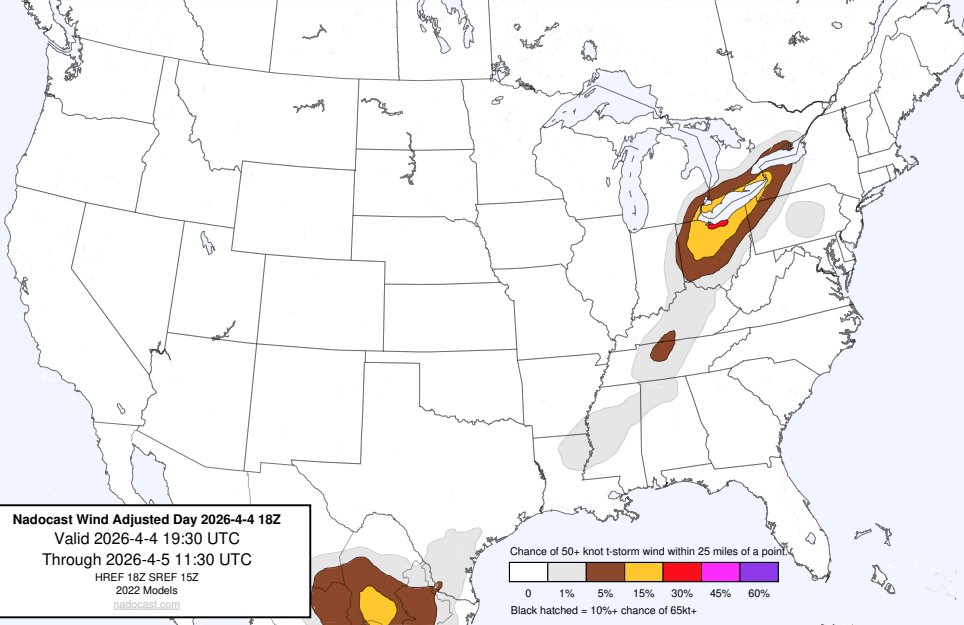 Nadocast Wind Adjusted Day 2026-4-4 18Z
Valid 2026-4-4 19:30 UTC
Through 2026-4-5 11:30 UTC
HREF 18Z SREF 15Z
2022 Models
nadocast.com
Chance of 50+ knot t-storm wind within 25 miles of a point.
0 1% 5% 15% 30% 45% 60%
Black hatched = 10%+ chance of 65kt+